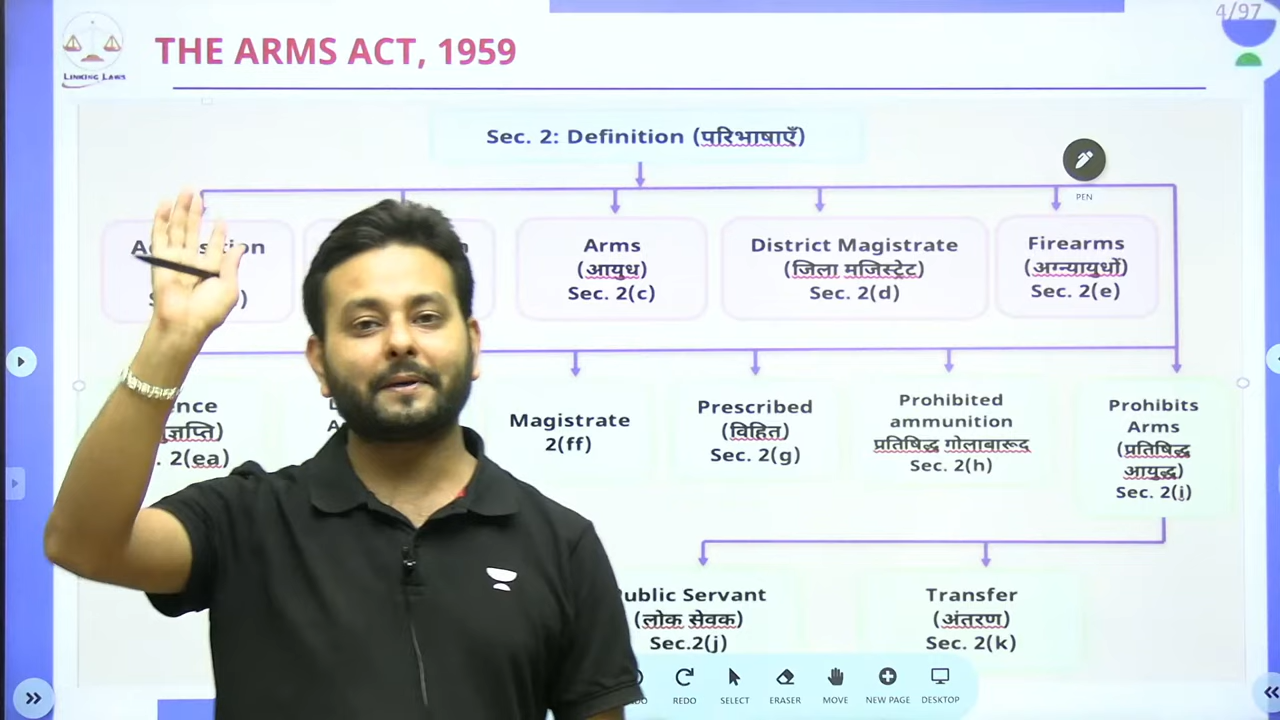 4/97
LINKING LAWS
THE ARMS ACT, 1959
Sec. 2: Definition (परिभाषाएँ)
PEN
Arms
(आयुध)
Sec. 2(c)
District Magistrate
(जिला मजिस्ट्रेट)
Sec. 2(d)
Firearms
(अग्न्यायुधों)
Sec. 2(e)
2(ea)
Magistrate
2(ff)
Prescribed
(विहित)
Sec. 2(g)
Prohibited
ammunition
प्रतिषिद्ध गोलाबारूद
Sec. 2(h)
Prohibits
Arms
(प्रतिषिद्ध
आयुद्ध)
Sec. 2(i)
Public Servant
(लोक सेवक)
Sec.2(j)
Transfer
(अंतरण)
Sec. 2(k)
REDO
SELECT
ERASER
MOVE
NEW PAGE
DESKTOP